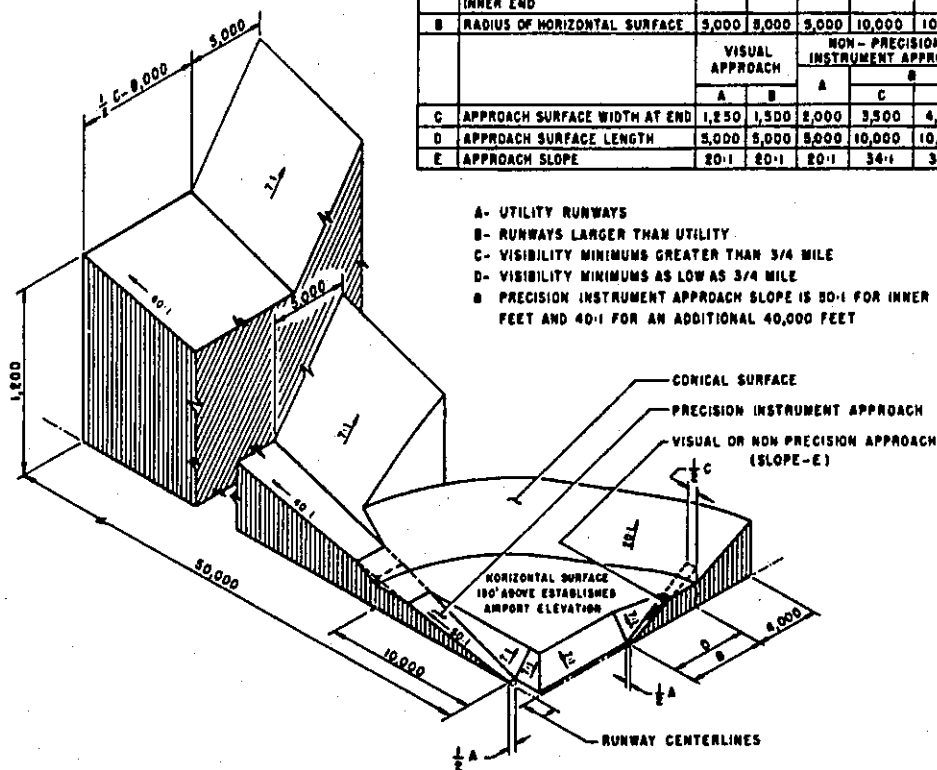 INNER END
B RADIUS OF HORIZONTAL SURFACE 5,000 5,000 5,000 10,000
VISUAL APPROACH
NON-PRECISION
A B A B
C
C APPROACH SURFACE WIDTH AT END 1,250 1,500 2,000 3,500
D APPROACH SURFACE LENGTH 5,000 5,000 5,000 10,000
E APPROACH SLOPE 20:1 20:1 20:1 34:1
A- UTILITY RUNWAYS
B- RUNWAYS LARGER THAN UTILITY
C- VISIBILITY MINIMUMS GREATER THAN 3/4 MILE
D- VISIBILITY MINIMUMS AS LOW AS 3/4 MILE
PRECISION INSTRUMENT APPROACH SLOPE IS 50:1 FOR INNER
FEET AND 40:1 FOR AN ADDITIONAL 40,000 FEET
5,000
1/2 C-8,000
7:1
40:1
5,000
1,200
7:1
CONICAL SURFACE
PRECISION INSTRUMENT APPROACH
VISUAL OR NON PRECISION APPROACH
(SLOPE-E)
1/2 C
40:1
20:1
50,000
HORIZONTAL SURFACE
150' ABOVE ESTABLISHED
AIRPORT ELEVATION
50:1
7:1
7:1
7:1
7:1
7:1
10,000
D
B
4,000
1/2 A
RUNWAY CENTERLINES
1/2 A